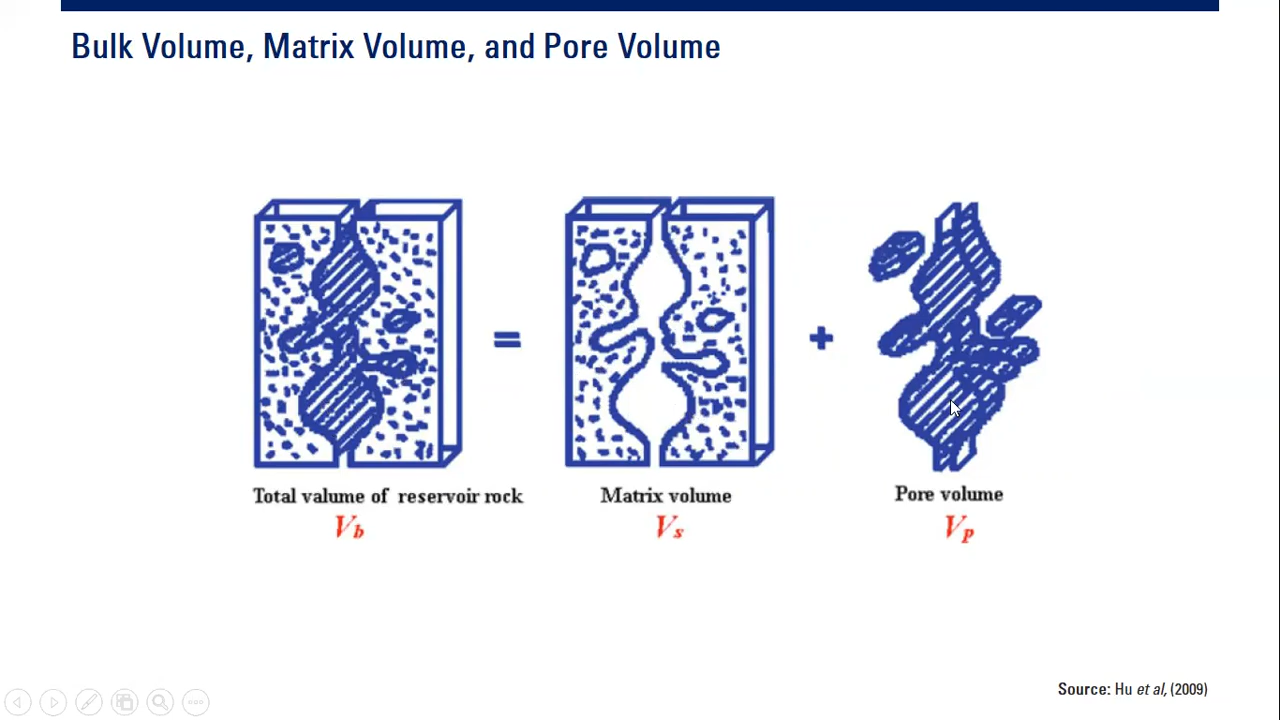 Bulk Volume, Matrix Volume, and Pore Volume
=
+
Total valume of reservoir rock
Matrix volume
Pore volume
Vb
Vs
Vp
Source: Hu et al, (2009)